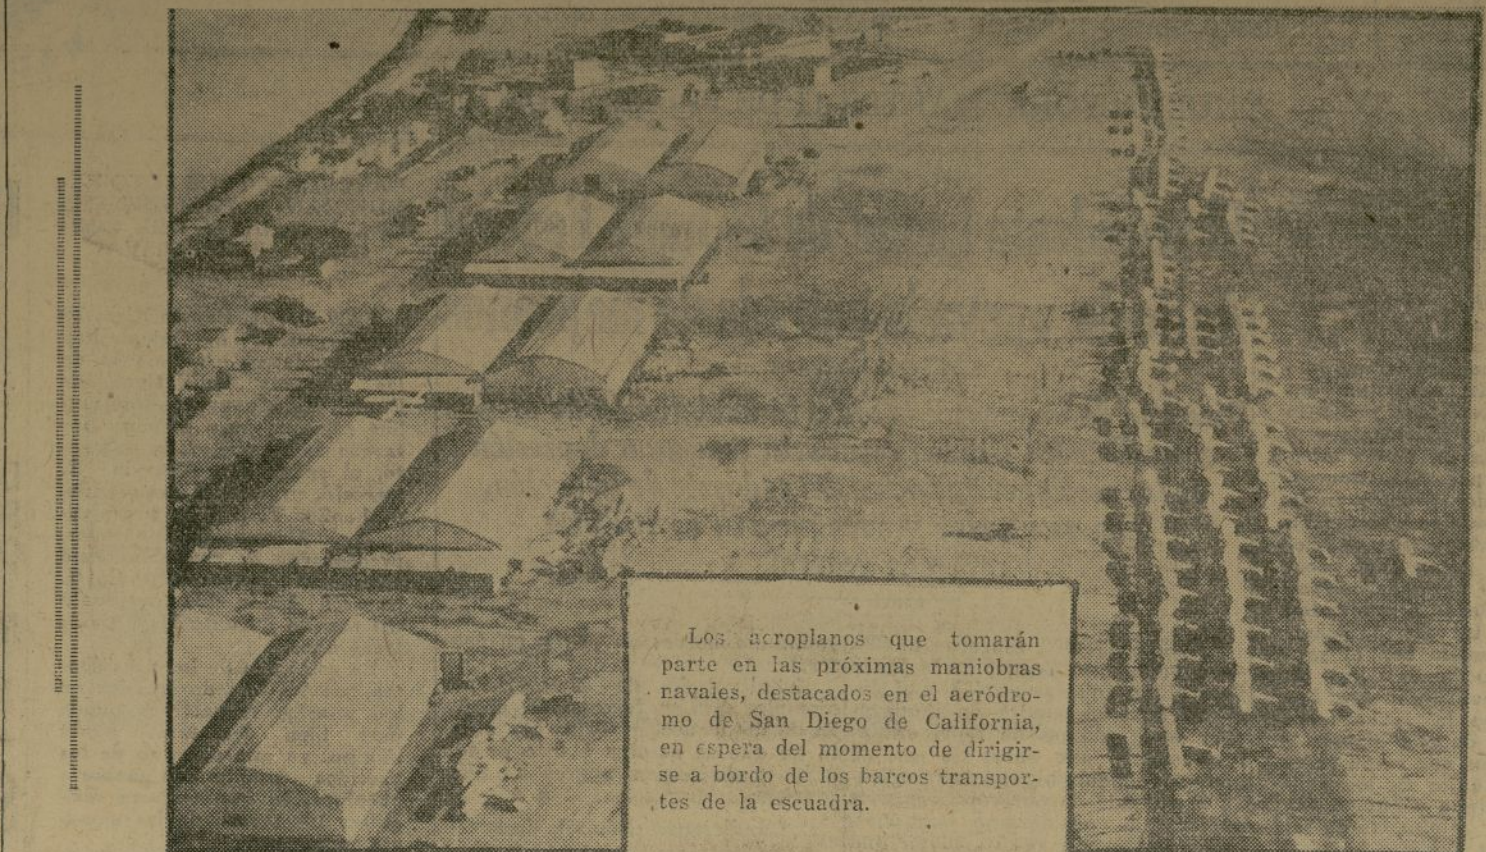 Los aeroplanos que tomarán
parte en las próximas maniobras
navales, destacados en el aeródro-
mo de San Diego de California,
en espera del momento de dirigir-
se a bordo de los barcos transpor-
tes de la escuadra.